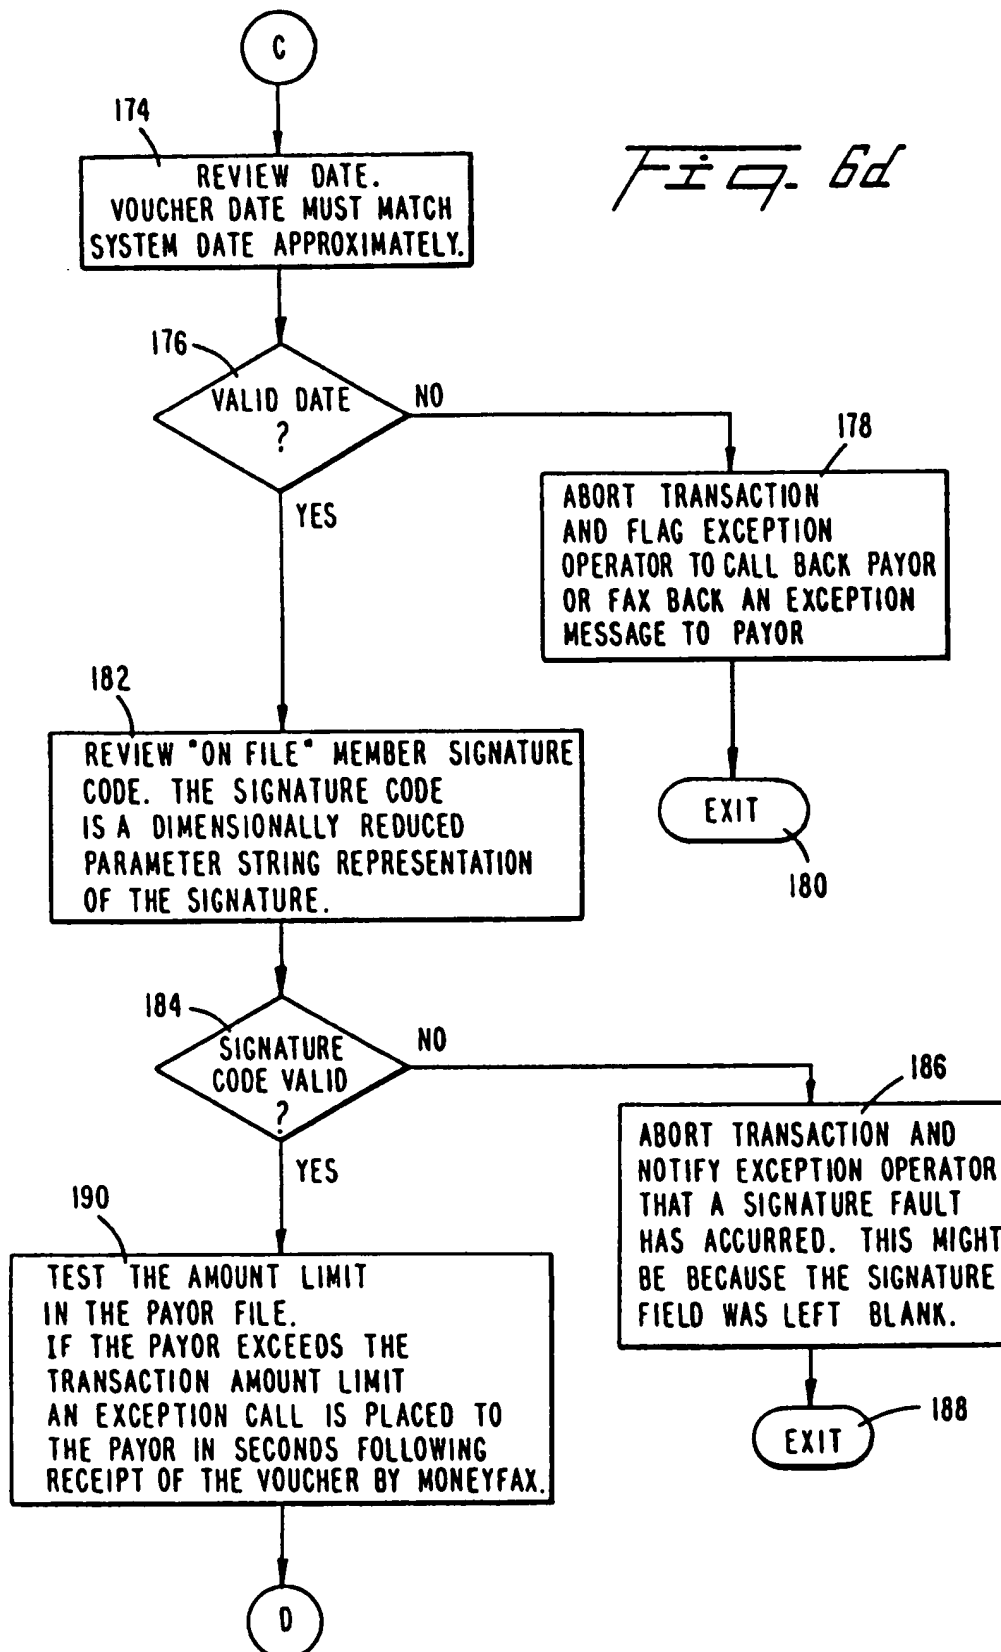 C
174
REVIEW DATE.
VOUCHER DATE MUST MATCH
SYSTEM DATE APPROXIMATELY.
Fig. 6d
176
VALID DATE
?
NO
YES
178
ABORT TRANSACTION
AND FLAG EXCEPTION
OPERATOR TO CALL BACK PAYOR
OR FAX BACK AN EXCEPTION
MESSAGE TO PAYOR
EXIT
180
182
REVIEW "ON FILE" MEMBER SIGNATURE
CODE. THE SIGNATURE CODE
IS A DIMENSIONALLY REDUCED
PARAMETER STRING REPRESENTATION
OF THE SIGNATURE.
184
SIGNATURE
CODE VALID
?
NO
YES
186
ABORT TRANSACTION AND
NOTIFY EXCEPTION OPERATOR
THAT A SIGNATURE FAULT
HAS ACCURRED. THIS MIGHT
BE BECAUSE THE SIGNATURE
FIELD WAS LEFT BLANK.
EXIT
188
190
TEST THE AMOUNT LIMIT
IN THE PAYOR FILE.
IF THE PAYOR EXCEEDS THE
TRANSACTION AMOUNT LIMIT
AN EXCEPTION CALL IS PLACED TO
THE PAYOR IN SECONDS FOLLOWING
RECEIPT OF THE VOUCHER BY MONEYFAX.
D